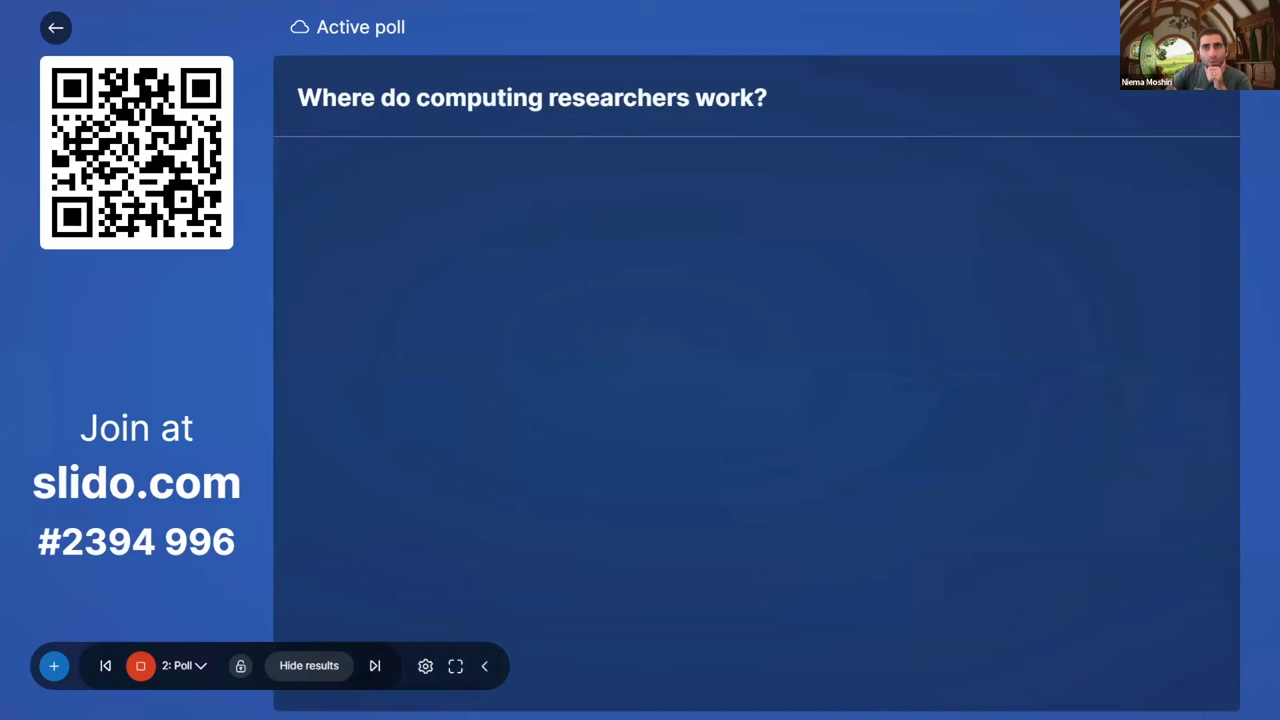 Active poll
Where do computing researchers work?
Niema Moshiri
Join at
slido.com
#2394 996
2: Poll
Hide results